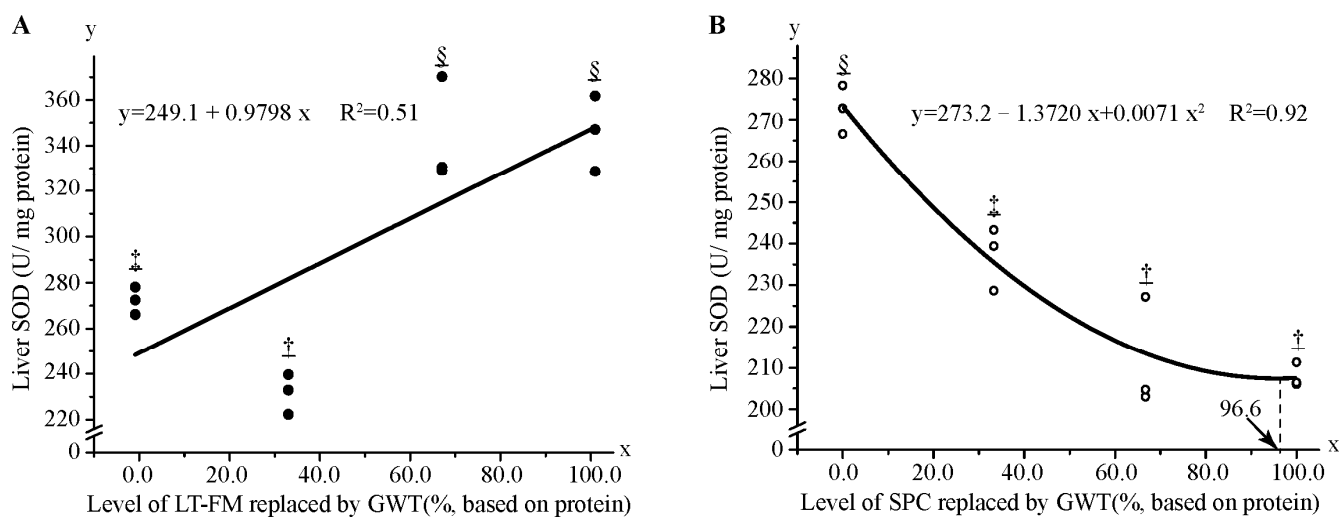 A
y
§
§
y=249.1 + 0.9798 x R²=0.51
360
340
320
300
280
260
240
220
0
‡
†
x
0.0 20.0 40.0 60.0 80.0 100.0
Liver SOD (U/ mg protein)
Level of LT-FM replaced by GWT(%, based on protein)
B
y
§
y=273.2 − 1.3720 x+0.0071 x² R²=0.92
280
270
260
250
240
230
220
210
200
0
‡
†
†
96.6
x
0.0 20.0 40.0 60.0 80.0 100.0
Liver SOD (U/ mg protein)
Level of SPC replaced by GWT(%, based on protein)